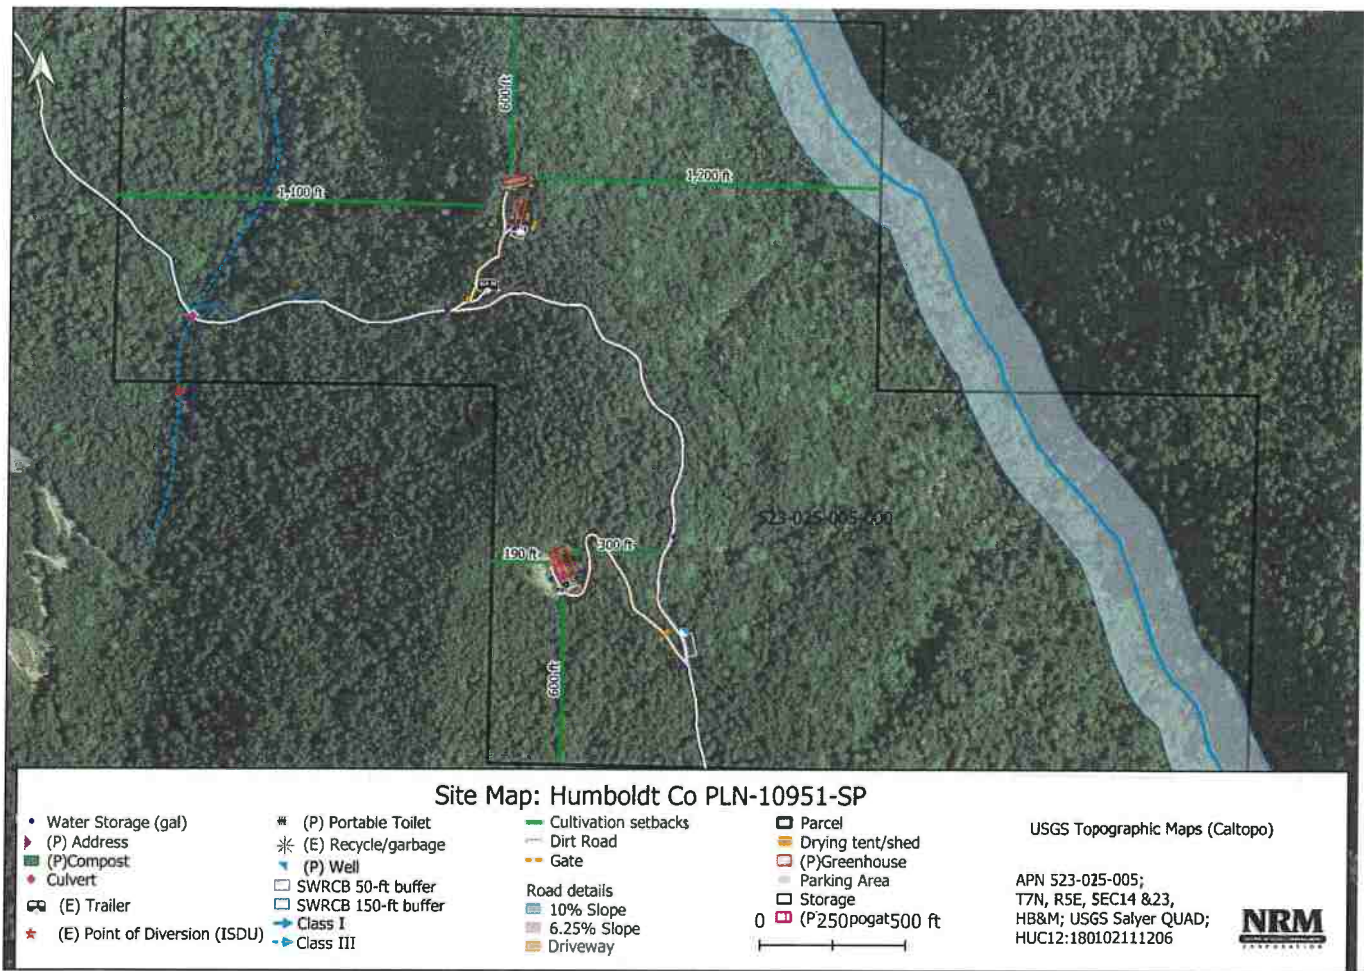 600 ft
1,100 ft
1,200 ft
523-025-005-000
190 ft
300 ft
600 ft
Site Map: Humboldt Co PLN-10951-SP
Water Storage (gal)
(P) Address
(P)Compost
Culvert
(E) Trailer
(E) Point of Diversion (ISDU)
(P) Portable Toilet
(E) Recycle/garbage
(P) Well
SWRCB 50-ft buffer
SWRCB 150-ft buffer
Class I
Class III
Cultivation setbacks
Dirt Road
Gate
Road details
10% Slope
6.25% Slope
Driveway
Parcel
Drying tent/shed
(P)Greenhouse
Parking Area
Storage
0 (P250pogat500 ft
USGS Topographic Maps (Caltopo)
APN 523-025-005;
T7N, R5E, SEC14 &23,
HB&M; USGS Salyer QUAD;
HUC12:180102111206
NRM
CORPORATION